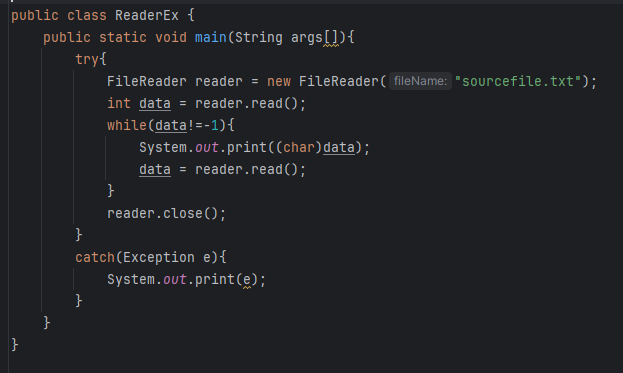 public class ReaderEx {
    public static void main(String args[]){
        try{
            FileReader reader = new FileReader( fileName: "sourcefile.txt");
            int data = reader.read();
            while(data!=-1){
                System.out.print((char)data);
                data = reader.read();
            }
            reader.close();
        }
        catch(Exception e){
            System.out.print(e);
        }
    }
}